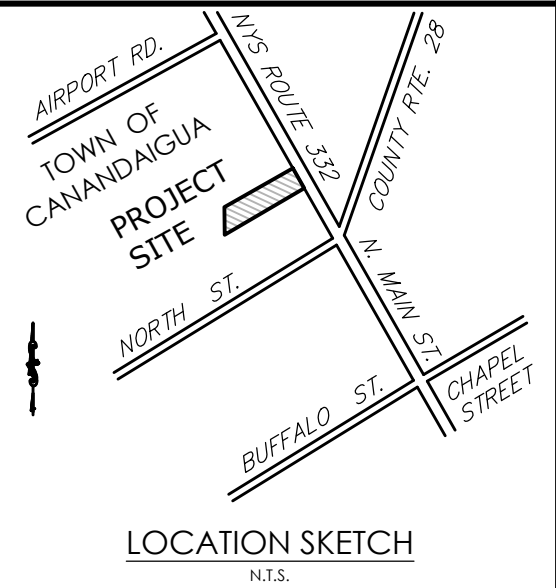 AIRPORT RD.
NYS ROUTE 332
COUNTY RTE. 28
TOWN OF
CANANDAIGUA
PROJECT
SITE
NORTH ST.
N. MAIN ST.
BUFFALO ST.
CHAPEL
STREET
LOCATION SKETCH
N.T.S.